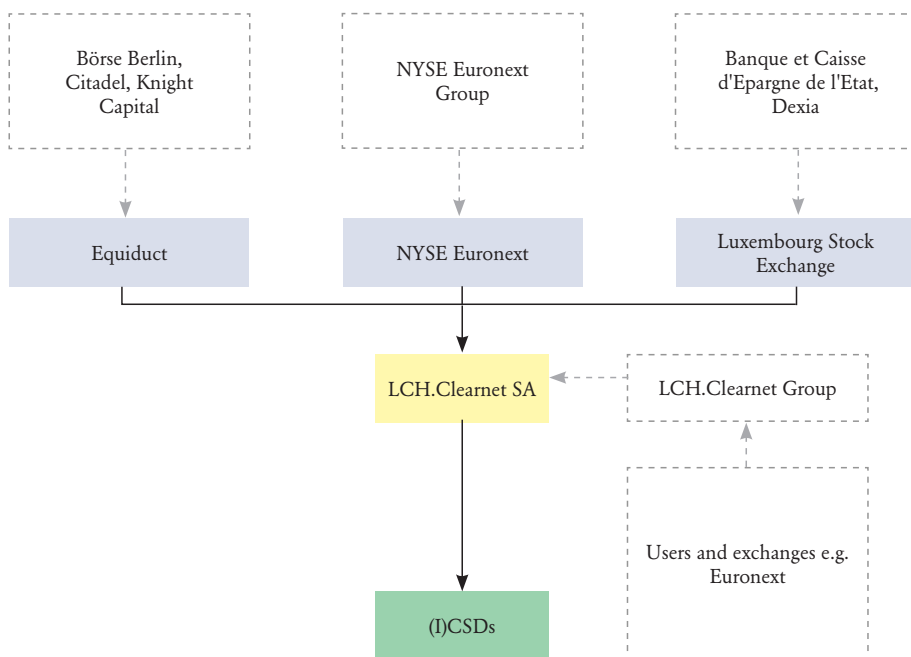 Börse Berlin,
Citadel, Knight
Capital
NYSE Euronext
Group
Banque et Caisse
d'Epargne de l'Etat,
Dexia
Equiduct
NYSE Euronext
Luxembourg Stock
Exchange
LCH.Clearnet SA
LCH.Clearnet Group
Users and exchanges e.g.
Euronext
(I)CSDs